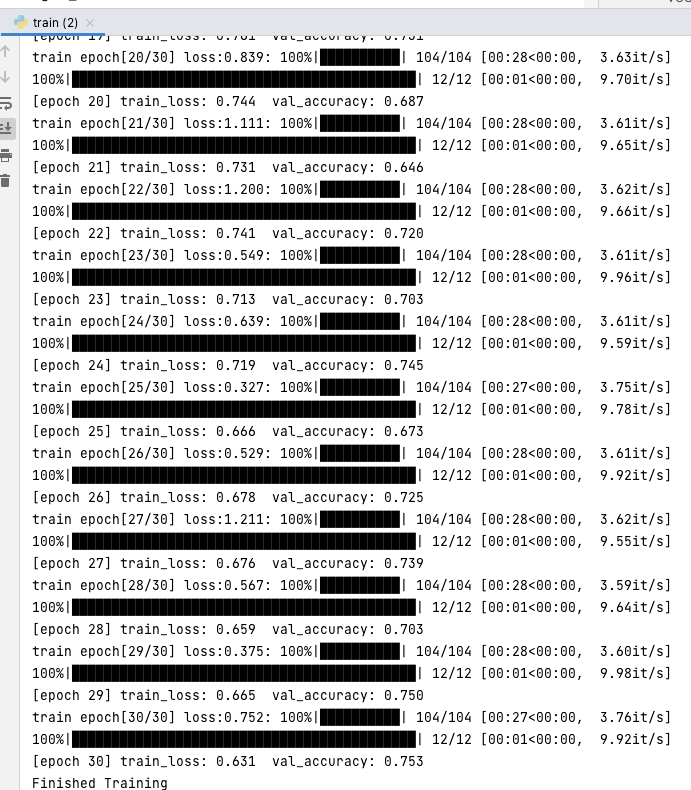 train (2)
train epoch[20/30] loss:0.839: 100%|██████████| 104/104 [00:28<00:00,  3.63it/s]
100%|███████████████████████████████████████████| 12/12 [00:01<00:00,  9.70it/s]
[epoch 20] train_loss: 0.744  val_accuracy: 0.687
train epoch[21/30] loss:1.111: 100%|██████████| 104/104 [00:28<00:00,  3.61it/s]
100%|███████████████████████████████████████████| 12/12 [00:01<00:00,  9.65it/s]
[epoch 21] train_loss: 0.731  val_accuracy: 0.646
train epoch[22/30] loss:1.200: 100%|██████████| 104/104 [00:28<00:00,  3.62it/s]
100%|███████████████████████████████████████████| 12/12 [00:01<00:00,  9.66it/s]
[epoch 22] train_loss: 0.741  val_accuracy: 0.720
train epoch[23/30] loss:0.549: 100%|██████████| 104/104 [00:28<00:00,  3.61it/s]
100%|███████████████████████████████████████████| 12/12 [00:01<00:00,  9.96it/s]
[epoch 23] train_loss: 0.713  val_accuracy: 0.703
train epoch[24/30] loss:0.639: 100%|██████████| 104/104 [00:28<00:00,  3.61it/s]
100%|███████████████████████████████████████████| 12/12 [00:01<00:00,  9.59it/s]
[epoch 24] train_loss: 0.719  val_accuracy: 0.745
train epoch[25/30] loss:0.327: 100%|██████████| 104/104 [00:27<00:00,  3.75it/s]
100%|███████████████████████████████████████████| 12/12 [00:01<00:00,  9.78it/s]
[epoch 25] train_loss: 0.666  val_accuracy: 0.673
train epoch[26/30] loss:0.529: 100%|██████████| 104/104 [00:28<00:00,  3.61it/s]
100%|███████████████████████████████████████████| 12/12 [00:01<00:00,  9.92it/s]
[epoch 26] train_loss: 0.678  val_accuracy: 0.725
train epoch[27/30] loss:1.211: 100%|██████████| 104/104 [00:28<00:00,  3.62it/s]
100%|███████████████████████████████████████████| 12/12 [00:01<00:00,  9.55it/s]
[epoch 27] train_loss: 0.676  val_accuracy: 0.739
train epoch[28/30] loss:0.567: 100%|██████████| 104/104 [00:28<00:00,  3.59it/s]
100%|███████████████████████████████████████████| 12/12 [00:01<00:00,  9.64it/s]
[epoch 28] train_loss: 0.659  val_accuracy: 0.703
train epoch[29/30] loss:0.375: 100%|██████████| 104/104 [00:28<00:00,  3.60it/s]
100%|███████████████████████████████████████████| 12/12 [00:01<00:00,  9.98it/s]
[epoch 29] train_loss: 0.665  val_accuracy: 0.750
train epoch[30/30] loss:0.752: 100%|██████████| 104/104 [00:27<00:00,  3.76it/s]
100%|███████████████████████████████████████████| 12/12 [00:01<00:00,  9.92it/s]
[epoch 30] train_loss: 0.631  val_accuracy: 0.753
Finished Training